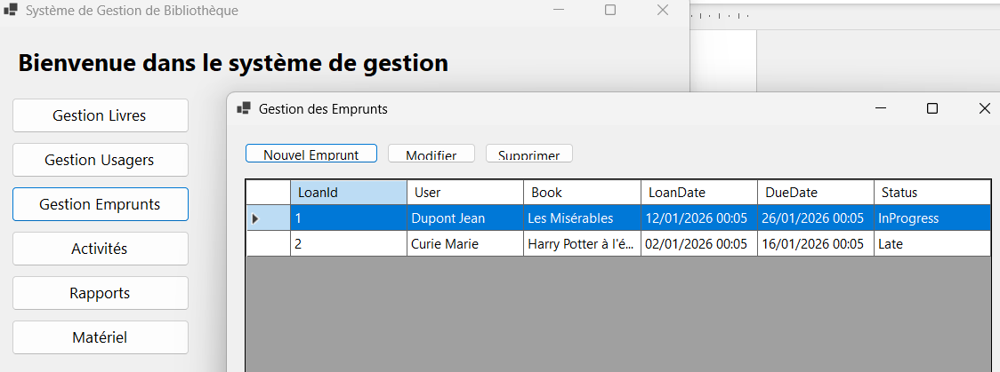 Système de Gestion de Bibliothèque
Bienvenue dans le système de gestion
Gestion Livres
Gestion Usagers
Gestion Emprunts
Activités
Rapports
Matériel
Gestion des Emprunts
Nouvel Emprunt Modifier Supprimer
LoanId User Book LoanDate DueDate Status
1 Dupont Jean Les Misérables 12/01/2026 00:05 26/01/2026 00:05 InProgress
2 Curie Marie Harry Potter à l'é... 02/01/2026 00:05 16/01/2026 00:05 Late